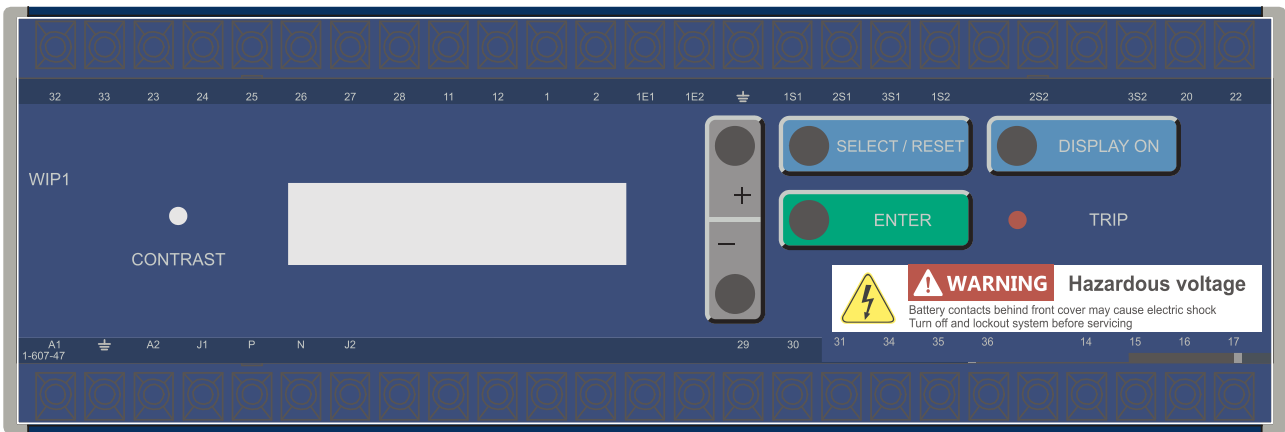 32 33 23 24 25 26 27 28 11 12 1 2 1E1 1E2 1S1 2S1 3S1 1S2 2S2 3S2 20 22
SELECT / RESET DISPLAY ON
WIP1
+
ENTER TRIP
−
CONTRAST
WARNING Hazardous voltage
Battery contacts behind front cover may cause electric shock
Turn off and lockout system before servicing
A1 A2 J1 P N J2 29 30 31 34 35 36 14 15 16 17
1-607-47